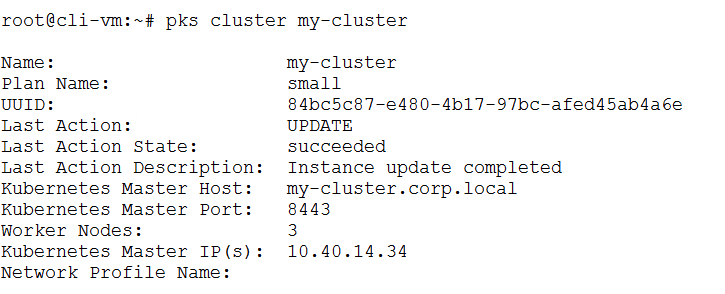 root@cli-vm:~# pks cluster my-cluster
Name: my-cluster
Plan Name: small
UUID: 84bc5c87-e480-4b17-97bc-afed45ab4a6e
Last Action: UPDATE
Last Action State: succeeded
Last Action Description: Instance update completed
Kubernetes Master Host: my-cluster.corp.local
Kubernetes Master Port: 8443
Worker Nodes: 3
Kubernetes Master IP(s): 10.40.14.34
Network Profile Name: